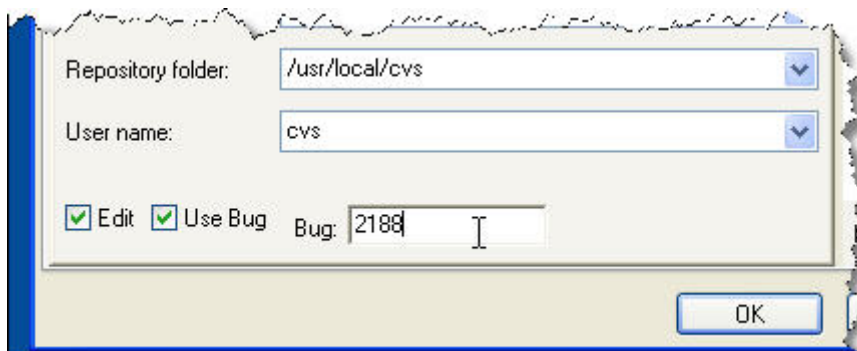 Repository folder: /usr/local/cvs
User name: cvs
Edit Use Bug Bug: 2188
OK